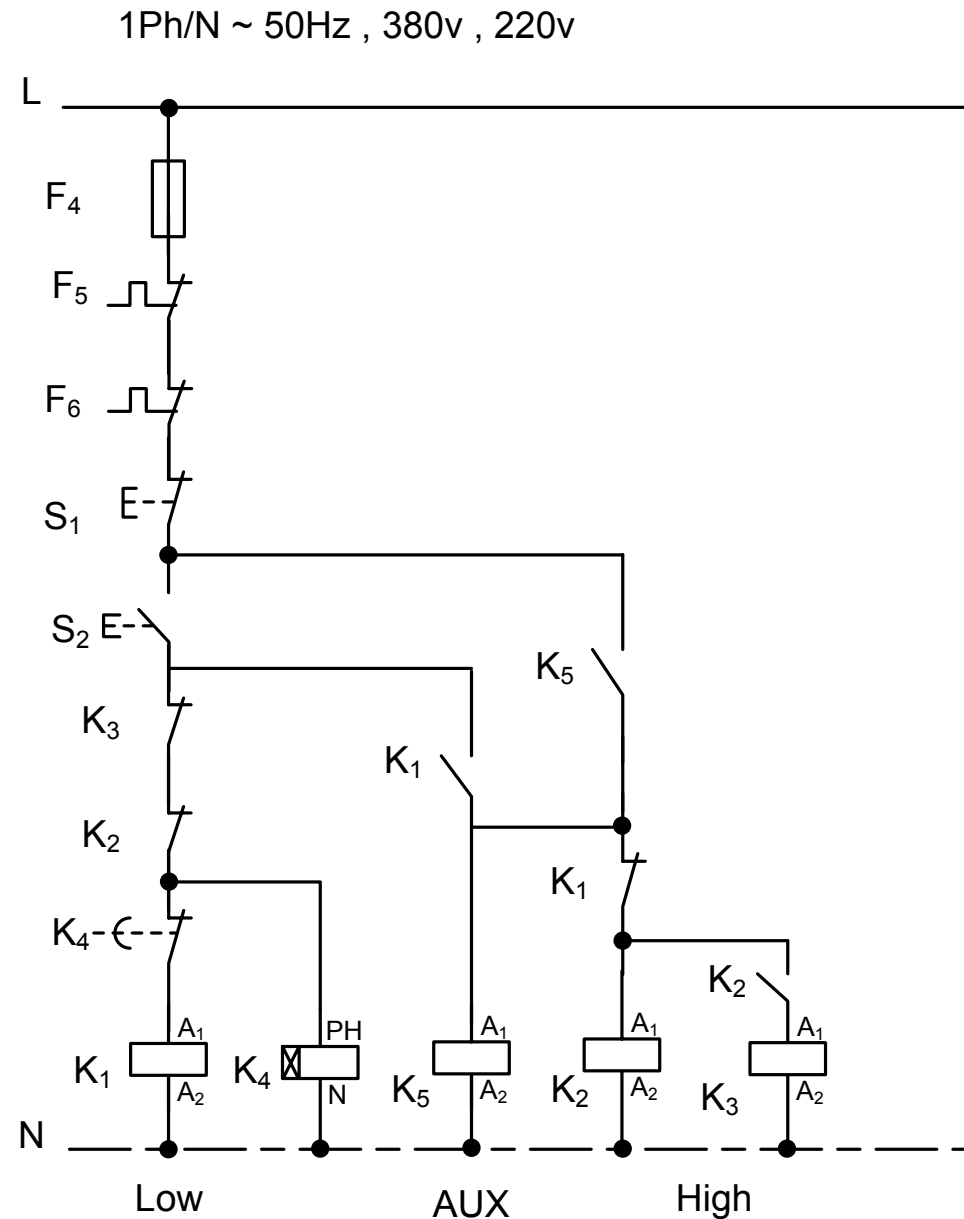 1Ph/N ~ 50Hz , 380v , 220v
L
F₄
F₅
F₆
S₁
S₂
K₅
K₃
K₁
K₂
K₁
K₄
K₂
A₁ PH A₁ A₁ A₁
K₁ K₄ K₅ K₂ K₃
A₂ N A₂ A₂ A₂
N
Low AUX High